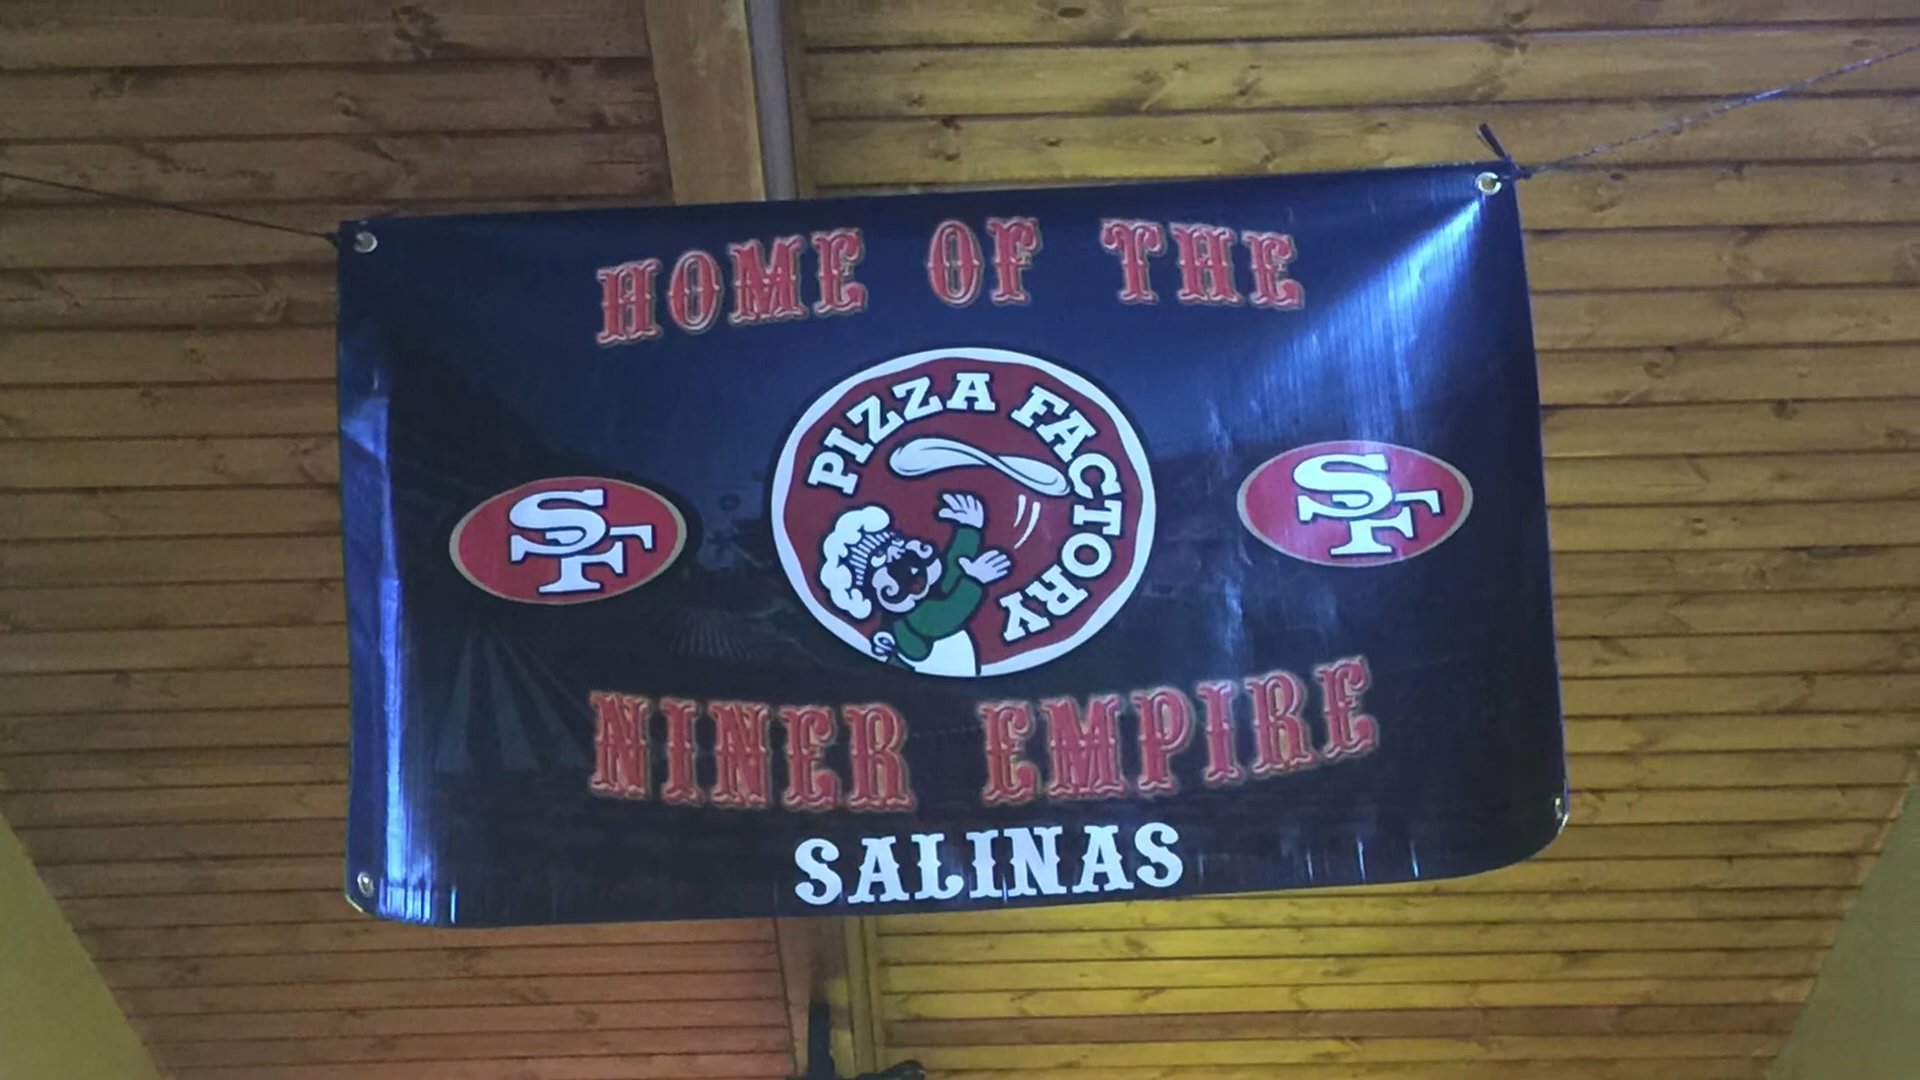 HOME OF THE
PIZZA FACTORY
SF
SF
NINER EMPIRE
SALINAS